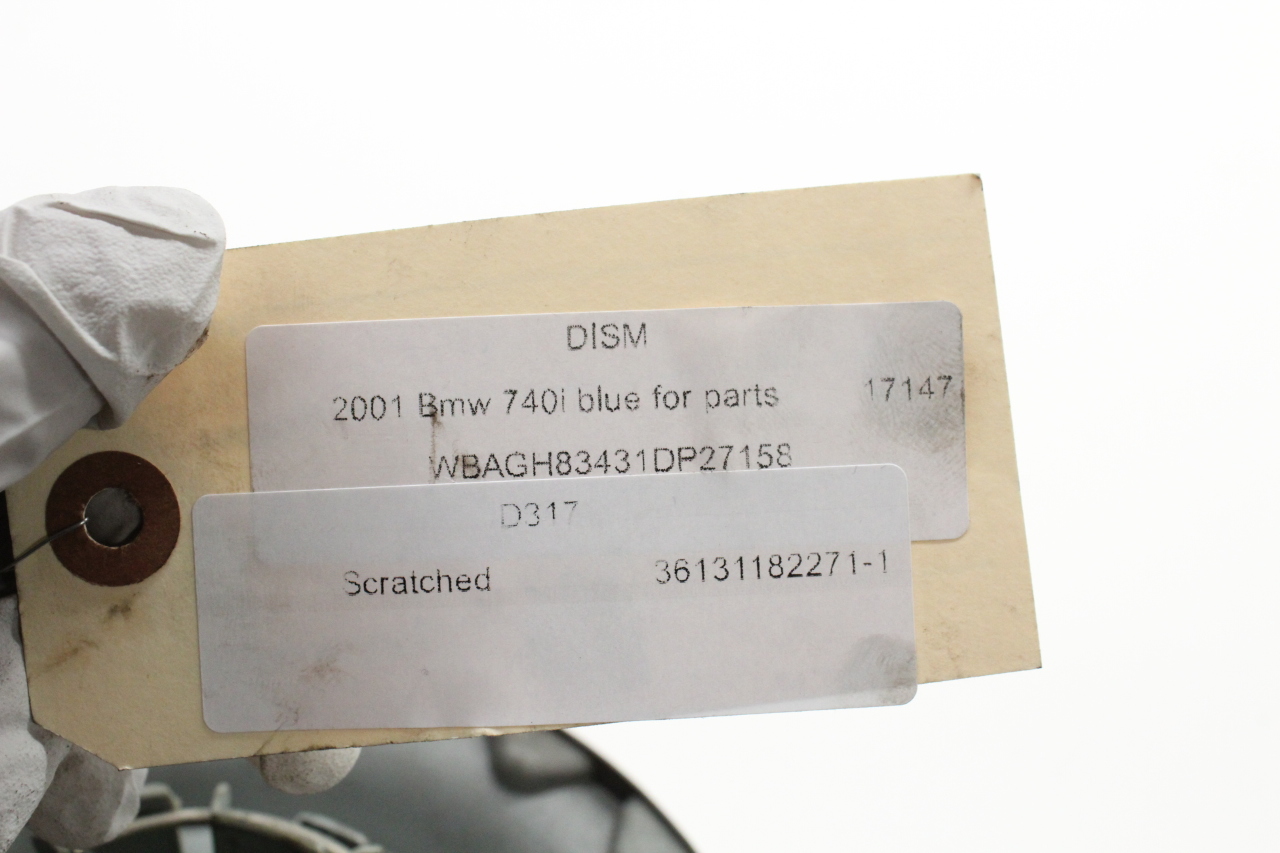 DISM
2001 Bmw 740i blue for parts 17147
WBAGH83431DP27158
D317
Scratched 36131182271-1